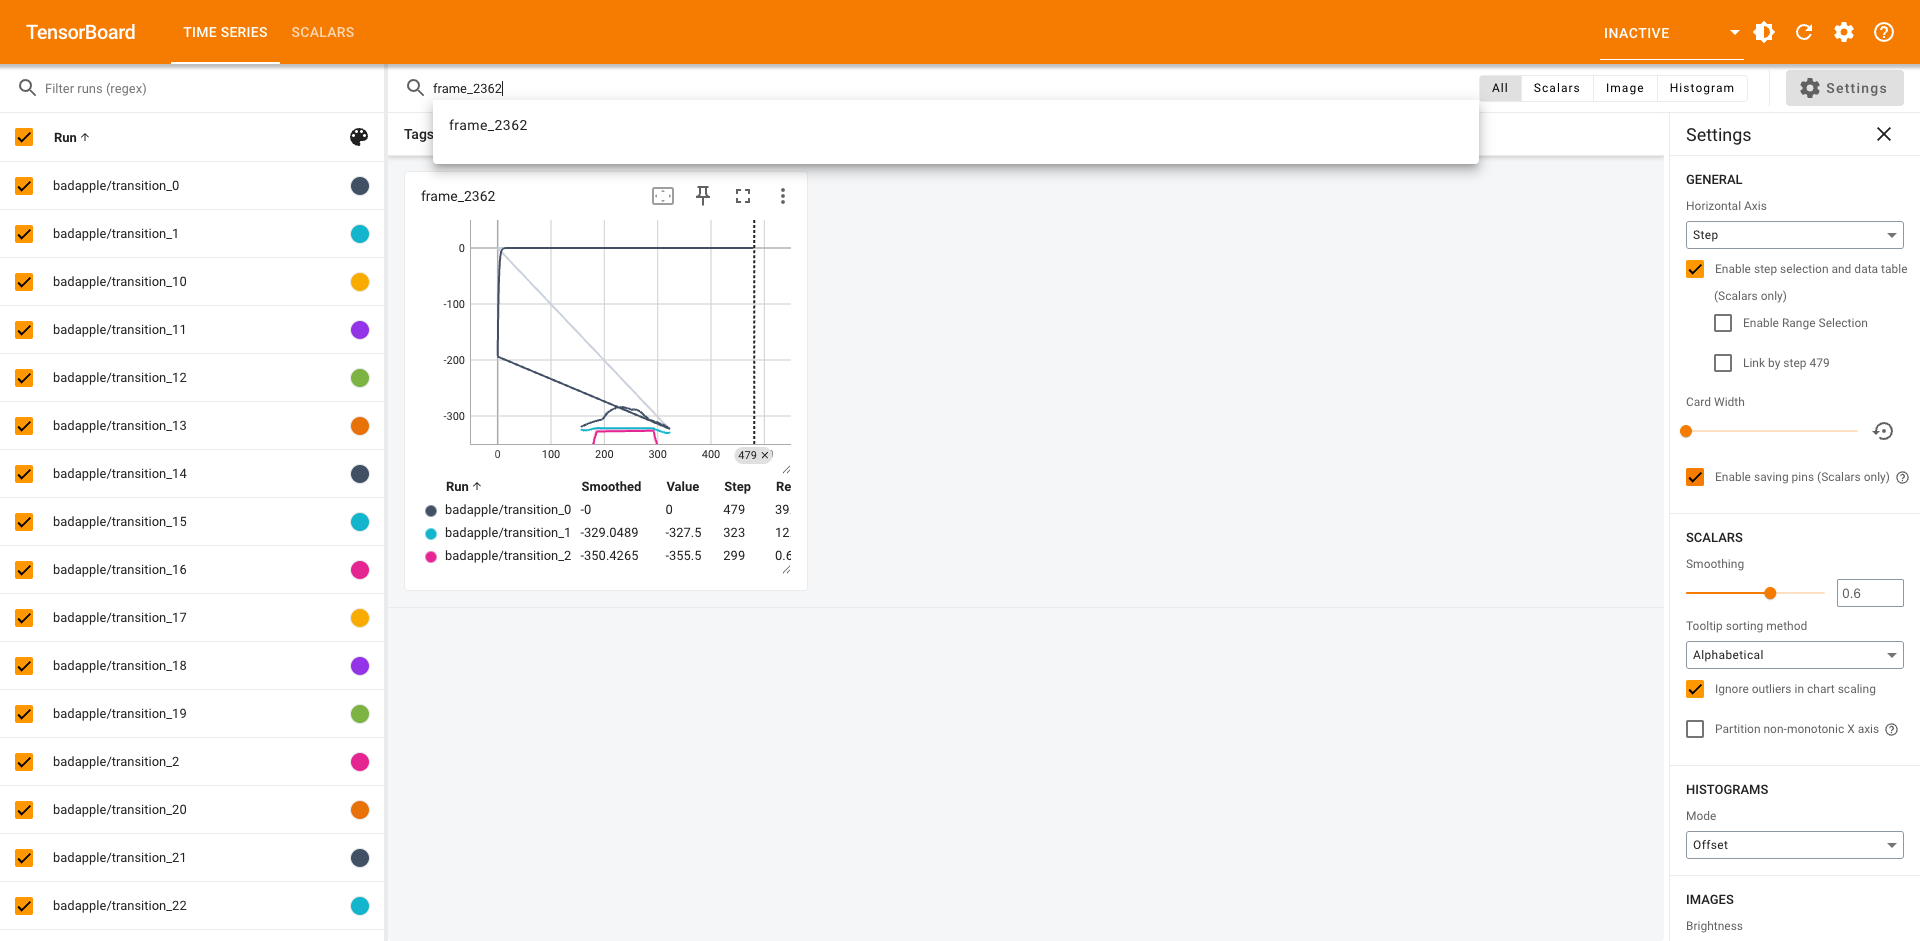 TensorBoard TIME SERIES SCALARS INACTIVE
Filter runs (regex)
frame_2362
All Scalars Image Histogram
Settings
frame_2362
Run
Tags
Settings
badapple/transition_0
badapple/transition_1
badapple/transition_10
badapple/transition_11
badapple/transition_12
badapple/transition_13
badapple/transition_14
badapple/transition_15
badapple/transition_16
badapple/transition_17
badapple/transition_18
badapple/transition_19
badapple/transition_2
badapple/transition_20
badapple/transition_21
badapple/transition_22
frame_2362
0
-100
-200
-300
0 100 200 300 400 479
Run Smoothed Value Step Re
badapple/transition_0 -0 0 479 39.
badapple/transition_1 -329.0489 -327.5 323 12.
badapple/transition_2 -350.4265 -355.5 299 0.6
GENERAL
Horizontal Axis
Step
Enable step selection and data table
(Scalars only)
Enable Range Selection
Link by step 479
Card Width
Enable saving pins (Scalars only)
SCALARS
Smoothing
0.6
Tooltip sorting method
Alphabetical
Ignore outliers in chart scaling
Partition non-monotonic X axis
HISTOGRAMS
Mode
Offset
IMAGES
Brightness